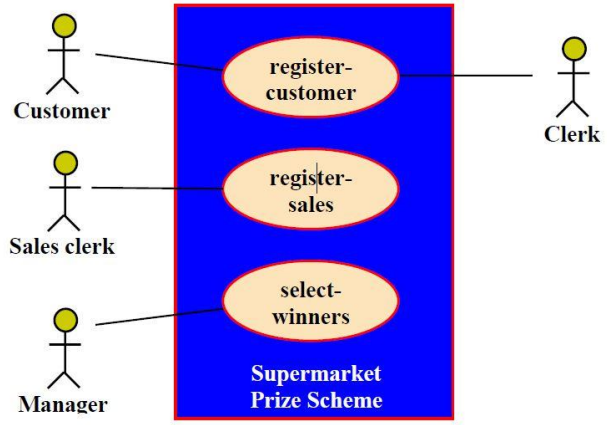 register-
customer
Customer
Clerk
register-
sales
Sales clerk
select-
winners
Supermarket
Prize Scheme
Manager